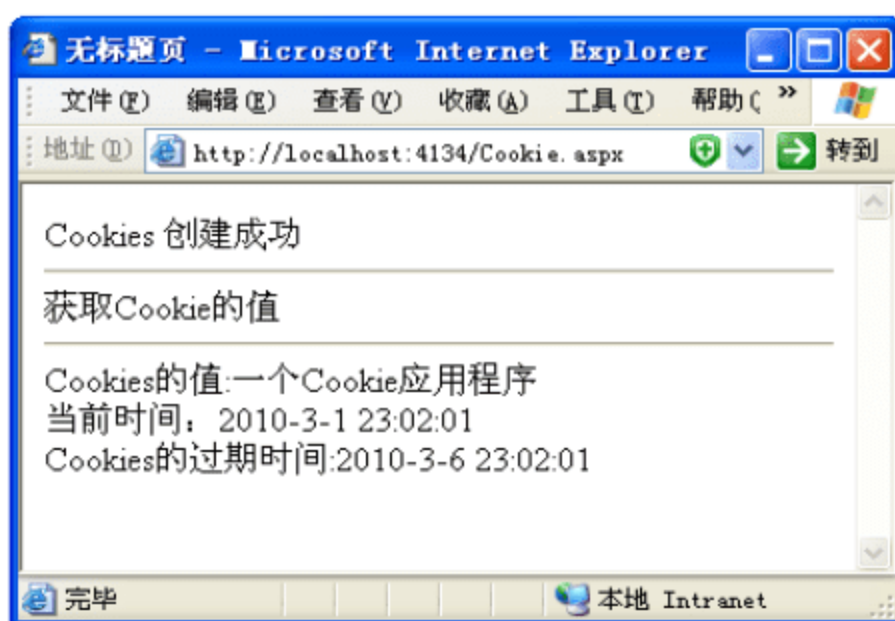 无标题页 - Microsoft Internet Explorer
文件(F) 编辑(E) 查看(V) 收藏(A) 工具(T) 帮助( »
地址(D) http://localhost:4134/Cookie.aspx 转到
Cookies 创建成功
获取Cookie的值
Cookies的值:一个Cookie应用程序
当前时间：2010-3-1 23:02:01
Cookies的过期时间:2010-3-6 23:02:01
完毕 本地 Intranet